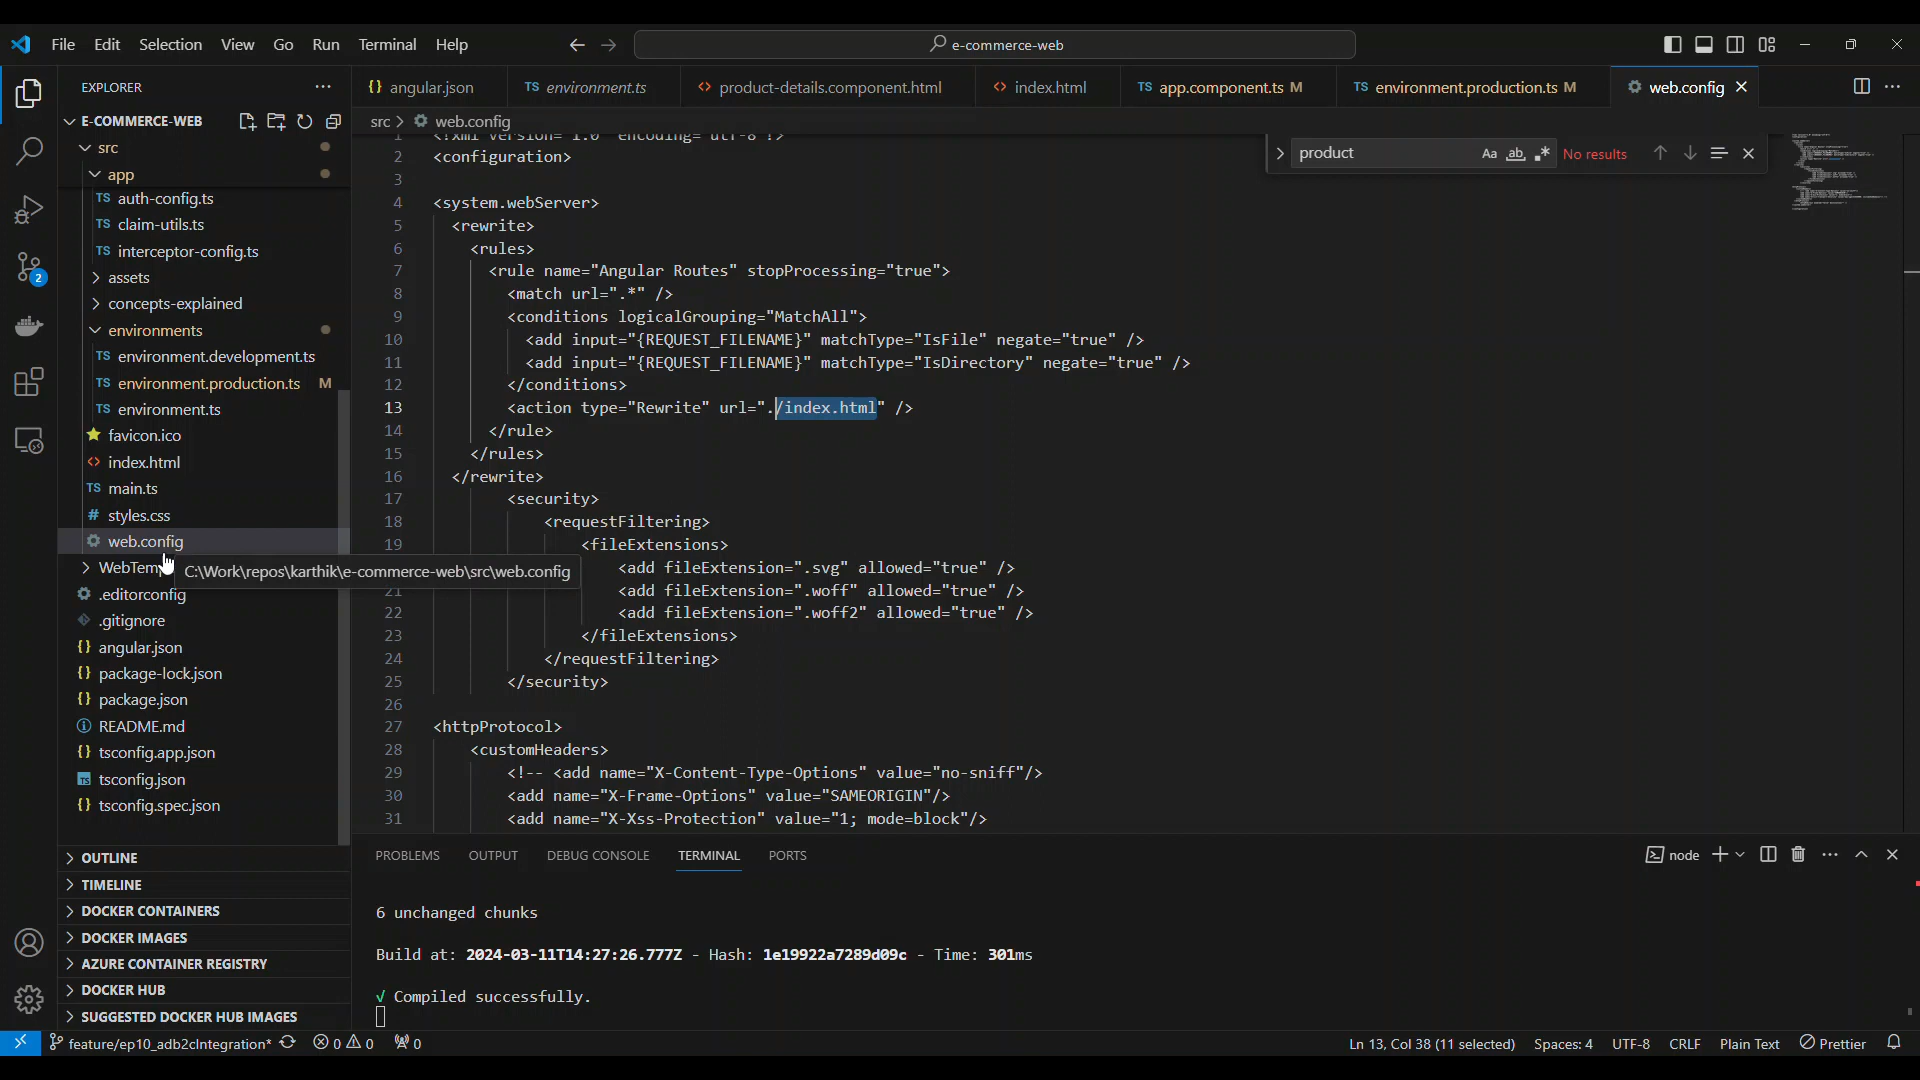 File Edit Selection View Go Run Terminal Help
e-commerce-web
EXPLORER
angular.json
environment.ts
product-details.component.html
index.html
app.component.ts M
environment.production.ts M
web.config
E-COMMERCE-WEB
src > web.config
src
app
auth-config.ts
claim-utils.ts
interceptor-config.ts
assets
concepts-explained
environments
environment.development.ts
environment.production.ts M
environment.ts
favicon.ico
index.html
main.ts
styles.css
web.config
C:\Work\repos\karthik\e-commerce-web\src\web.config
.editorconfig
.gitignore
angular.json
package-lock.json
package.json
README.md
tsconfig.app.json
tsconfig.json
tsconfig.spec.json
OUTLINE
TIMELINE
DOCKER CONTAINERS
DOCKER IMAGES
AZURE CONTAINER REGISTRY
DOCKER HUB
SUGGESTED DOCKER HUB IMAGES
product
No results
1 <?xml version="1.0" encoding="utf-8"?>
2 <configuration>
3
4 <system.webServer>
5 <rewrite>
6 <rules>
7 <rule name="Angular Routes" stopProcessing="true">
8 <match url=".*" />
9 <conditions logicalGrouping="MatchAll">
10 <add input="{REQUEST_FILENAME}" matchType="IsFile" negate="true" />
11 <add input="{REQUEST_FILENAME}" matchType="IsDirectory" negate="true" />
12 </conditions>
13 <action type="Rewrite" url="./index.html" />
14 </rule>
15 </rules>
16 </rewrite>
17 <security>
18 <requestFiltering>
19 <fileExtensions>
<add fileExtension=".svg" allowed="true" />
21 <add fileExtension=".woff" allowed="true" />
22 <add fileExtension=".woff2" allowed="true" />
23 </fileExtensions>
24 </requestFiltering>
25 </security>
26
27 <httpProtocol>
28 <customHeaders>
29 <!-- <add name="X-Content-Type-Options" value="no-sniff"/>
30 <add name="X-Frame-Options" value="SAMEORIGIN"/>
31 <add name="X-Xss-Protection" value="1; mode=block"/>
PROBLEMS OUTPUT DEBUG CONSOLE TERMINAL PORTS
node
6 unchanged chunks
Build at: 2024-03-11T14:27:26.777Z - Hash: 1e19922a7289d09c - Time: 301ms
√ Compiled successfully.
feature/ep10_adb2cIntegration* 0 0 0
Ln 13, Col 38 (11 selected) Spaces: 4 UTF-8 CRLF Plain Text Prettier